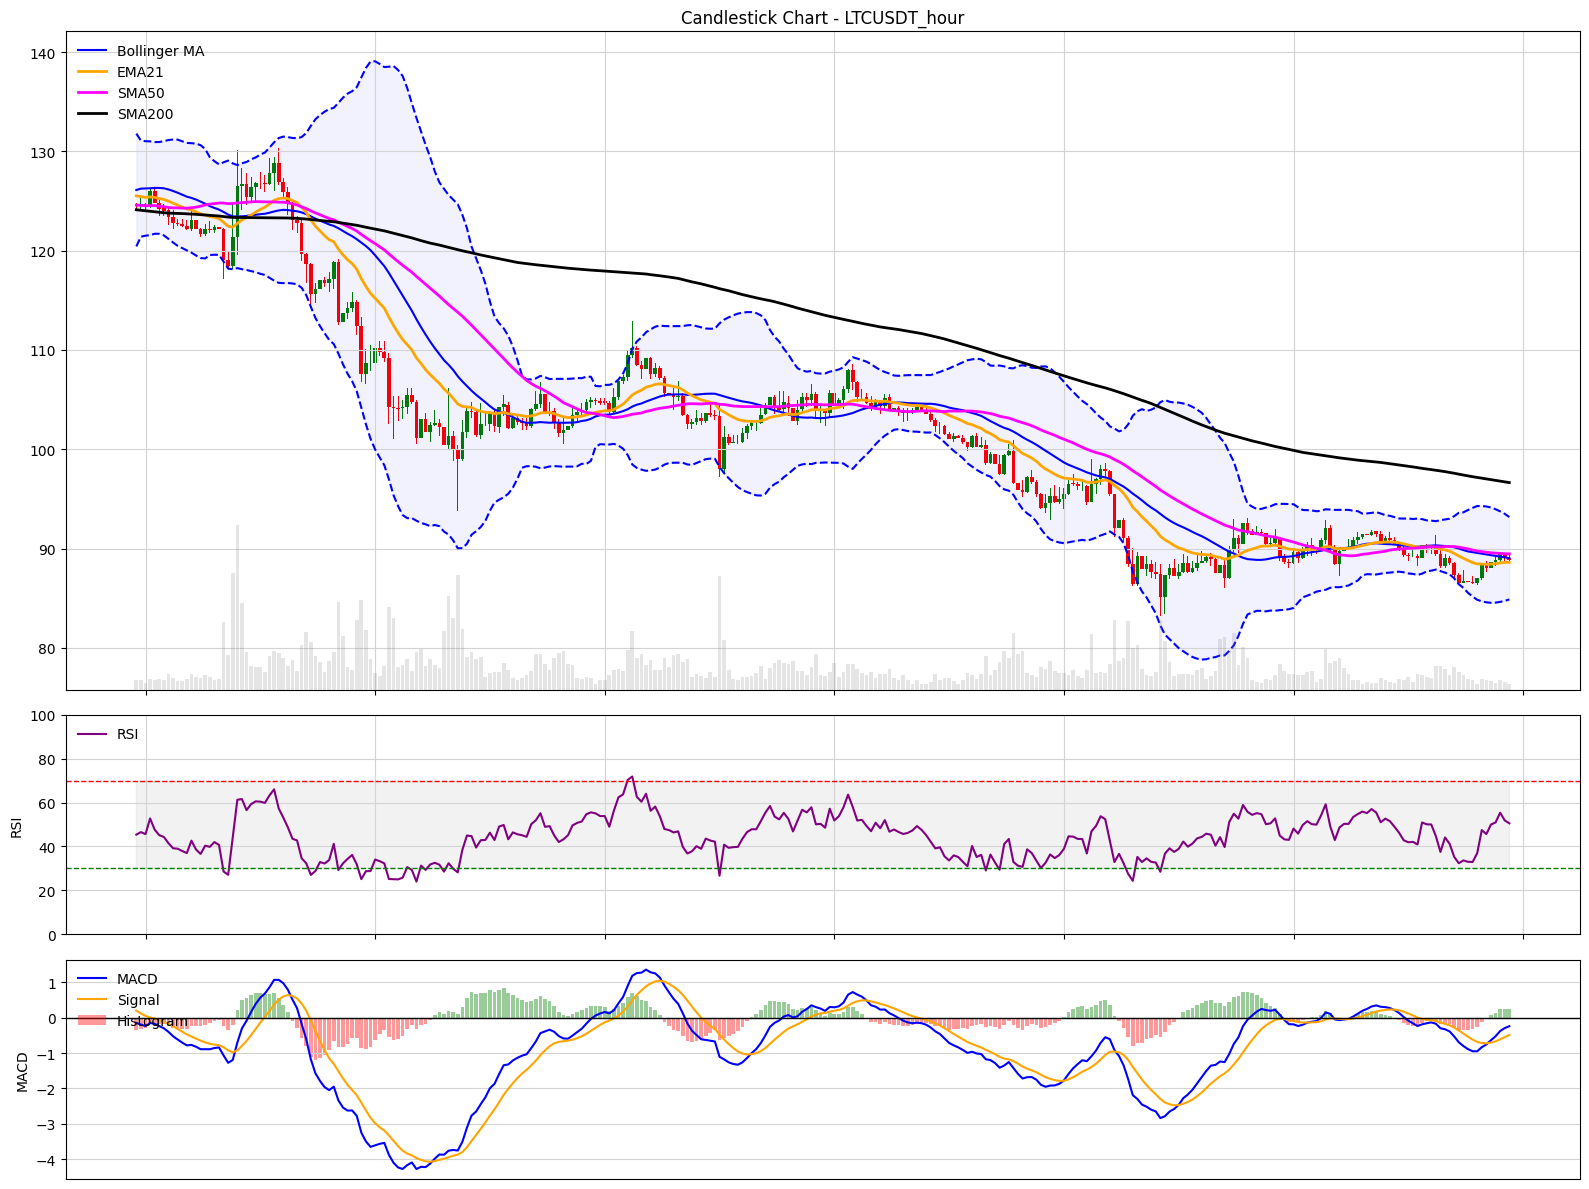 Candlestick Chart - LTCUSDT_hour
140
130
120
110
100
90
80
Bollinger MA
EMA21
SMA50
SMA200
100
80
60
40
20
0
RSI
RSI
1
0
−1
−2
−3
−4
MACD
MACD
Signal
Histogram